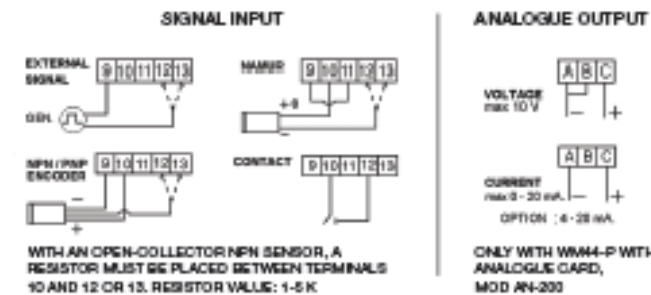 SIGNAL INPUT
EXTERNAL SIGNAL
9 10 11 12 13
GEN.
NAMUR
9 10 11 12 13
+9
−
NPN / PNP ENCODER
9 10 11 12 13
−
+
CONTACT
9 10 11 12 13
WITH AN OPEN-COLLECTOR NPN SENSOR, A
RESISTOR MUST BE PLACED BETWEEN TERMINALS
10 AND 12 OR 13. RESISTOR VALUE: 1-5 K
ANALOGUE OUTPUT
A B C
VOLTAGE
max 10 V
− +
A B C
CURRENT
max 0 - 20 mA.
− +
OPTION : 4 - 20 mA.
ONLY WITH WM44-P WITH
ANALOGUE CARD,
MOD AN-200